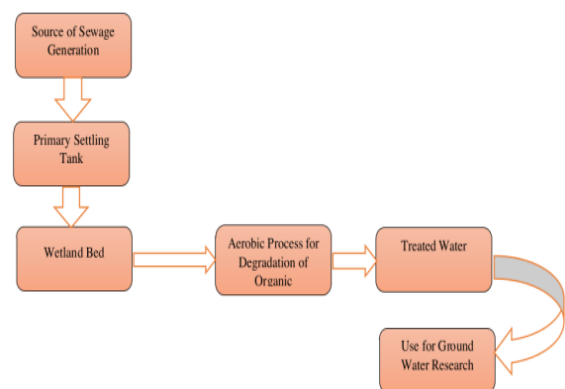 Source of Sewage
Generation
Primary Settling
Tank
Wetland Bed
Aerobic Process for
Degradation of
Organic
Treated Water
Use for Ground
Water Research